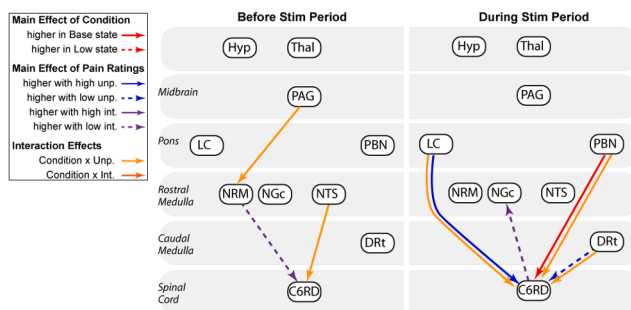 Main Effect of Condition
higher in Base state
higher in Low state
Main Effect of Pain Ratings
higher with high unp.
higher with low unp.
higher with high int.
higher with low int.
Interaction Effects
Condition x Unp.
Condition x Int.
Before Stim Period
During Stim Period
Hyp Thal
Hyp Thal
Midbrain
PAG
PAG
Pons
LC PBN
LC PBN
Rostral
Medulla
NRM NGc NTS
NRM NGc NTS
Caudal
Medulla
DRt
DRt
Spinal
Cord
C6RD
C6RD